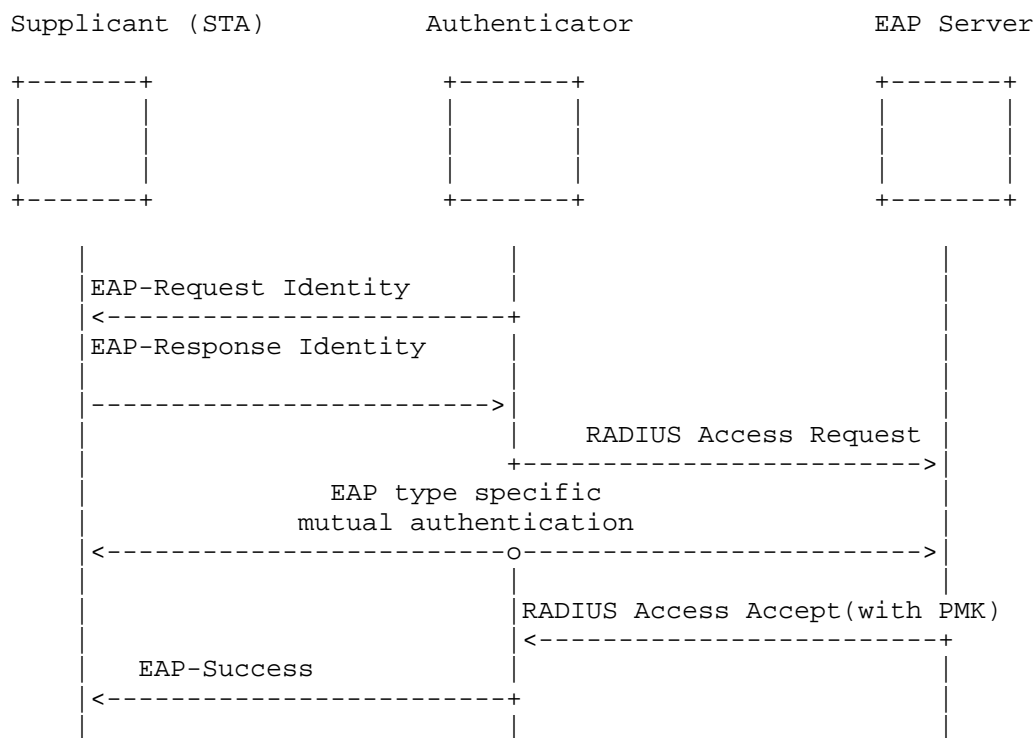 Supplicant (STA) Authenticator EAP Server
EAP-Request Identity
EAP-Response Identity
RADIUS Access Request
EAP type specific
mutual authentication
RADIUS Access Accept(with PMK)
EAP-Success